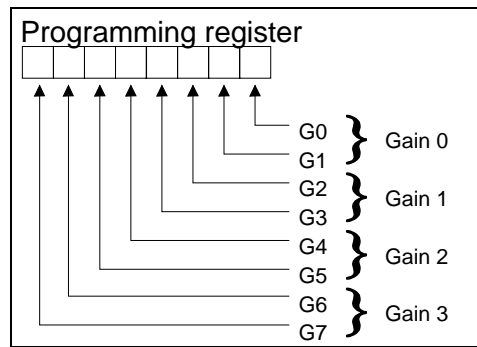 Programming register
G0
G1
Gain 0
G2
G3
Gain 1
G4
G5
Gain 2
G6
G7
Gain 3